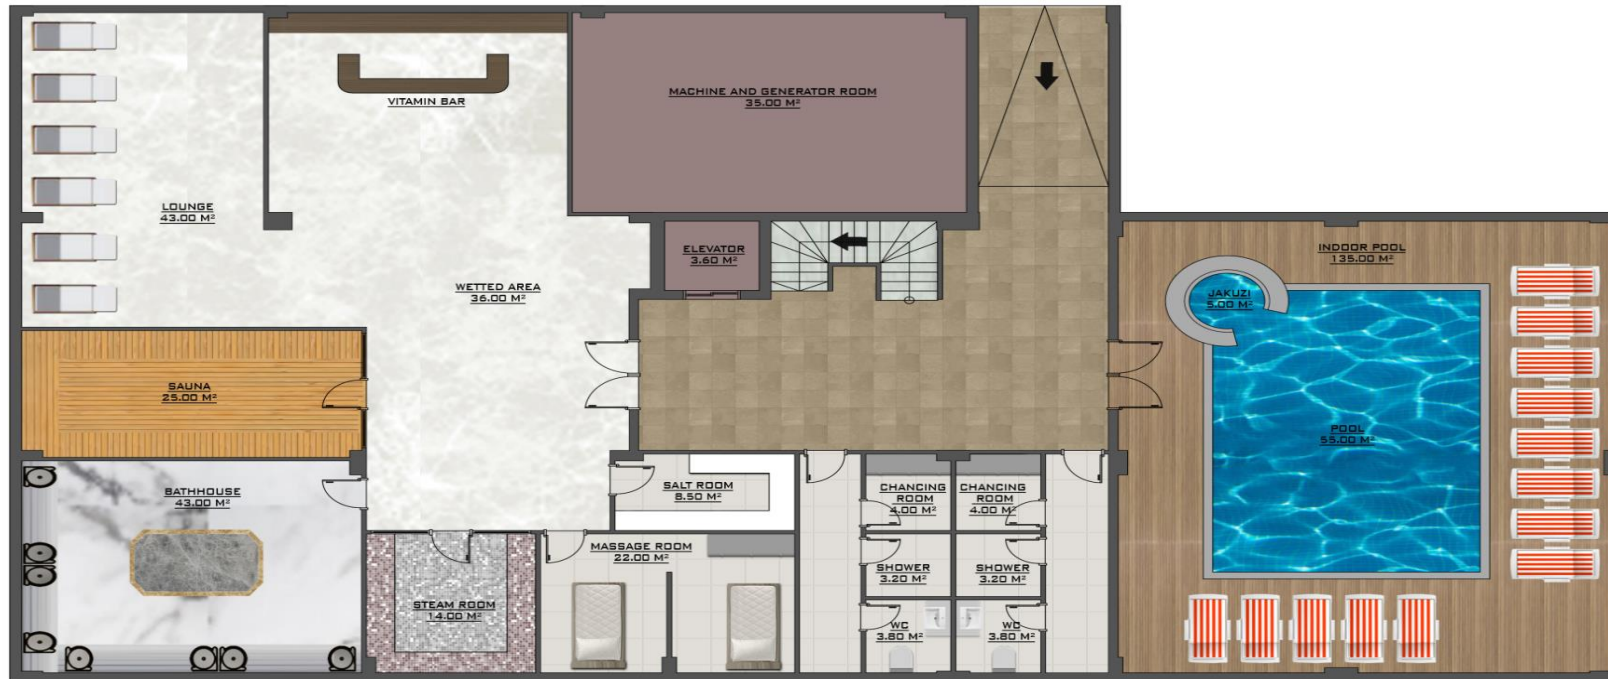 VITAMIN BAR
MACHINE AND GENERATOR ROOM
35.00 M²
LOUNGE
43.00 M²
ELEVATOR
3.60 M²
WETTED AREA
36.00 M²
INDOOR POOL
135.00 M²
JAKUZI
5.00 M²
SAUNA
25.00 M²
POOL
55.00 M²
BATHHOUSE
43.00 M²
SALT ROOM
8.50 M²
CHANCING
ROOM
4.00 M²
CHANCING
ROOM
4.00 M²
MASSAGE ROOM
22.00 M²
SHOWER
3.20 M²
SHOWER
3.20 M²
STEAM ROOM
14.00 M²
WC
3.80 M²
WC
3.80 M²